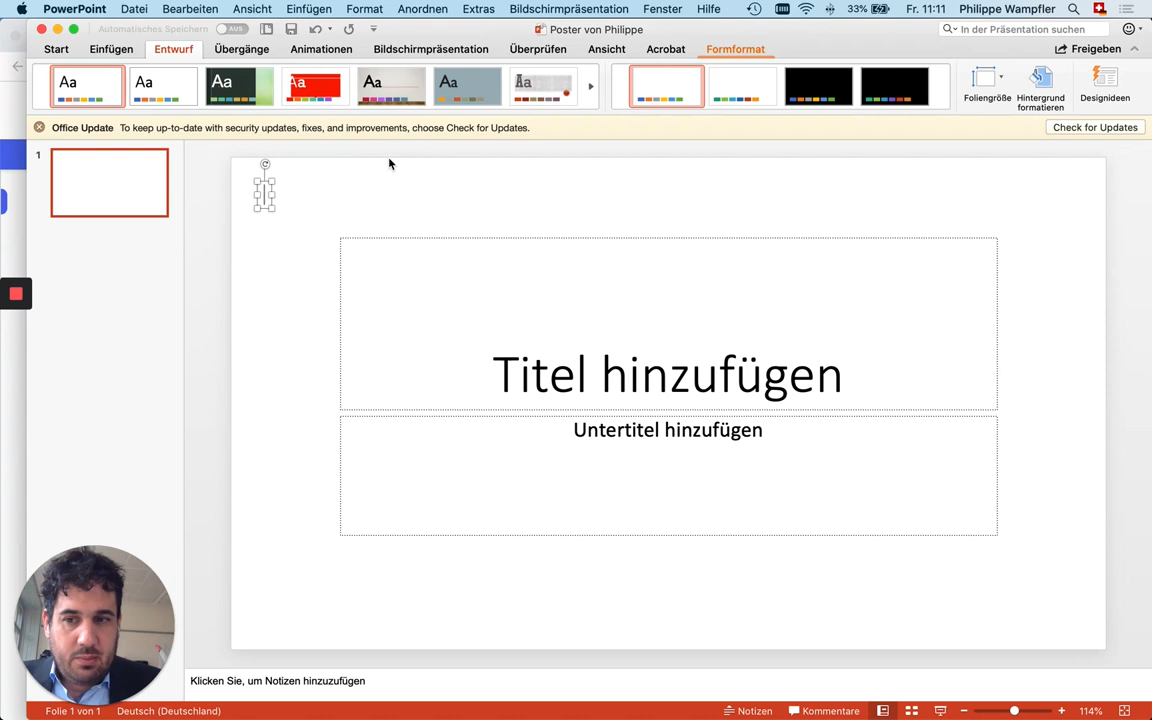 PowerPoint Datei Bearbeiten Ansicht Einfügen Format Anordnen Extras Bildschirmpräsentation Fenster Hilfe 33% Fr. 11:11 Philippe Wampfler
Automatisches Speichern AUS Poster von Philippe In der Präsentation suchen
Start Einfügen Entwurf Übergänge Animationen Bildschirmpräsentation Überprüfen Ansicht Acrobat Formformat Freigeben
Aa Aa Aa Aa Aa Aa Aa
Foliengröße Hintergrund formatieren Designideen
Office Update To keep up-to-date with security updates, fixes, and improvements, choose Check for Updates. Check for Updates
1
Titel hinzufügen
Untertitel hinzufügen
Klicken Sie, um Notizen hinzuzufügen
Folie 1 von 1 Deutsch (Deutschland) Notizen Kommentare 114%